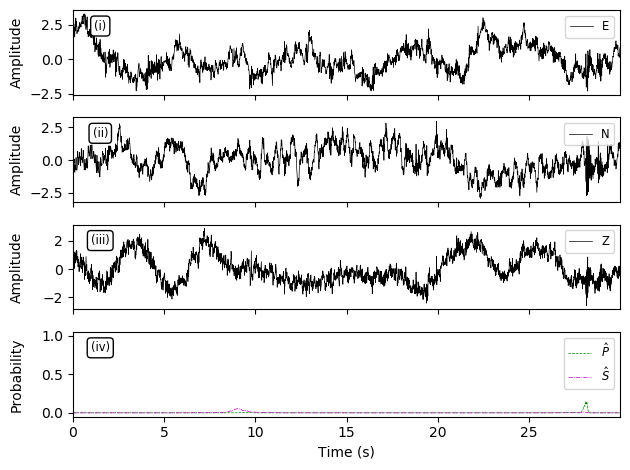 Amplitude
2.5
0.0
−2.5
(i)
E
Amplitude
2.5
0.0
−2.5
(ii)
N
Amplitude
2
0
−2
(iii)
Z
Probability
1.0
0.5
0.0
(iv)
P̂
Ŝ
0 5 10 15 20 25
Time (s)